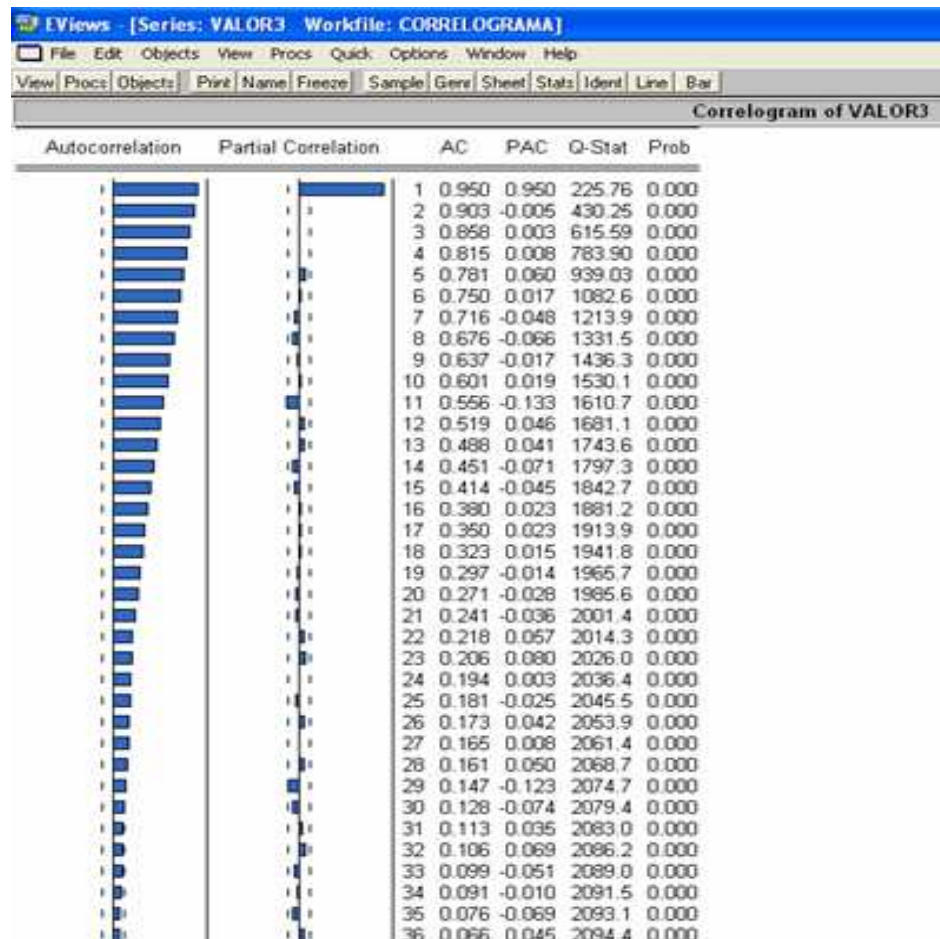 EViews - [Series: VALOR3 Workfile: CORRELOGRAMA]
File Edit Objects View Procs Quick Options Window Help
View Procs Objects Print Name Freeze Sample Genr Sheet Stats Ident Line Bar
Correlogram of VALOR3
Autocorrelation Partial Correlation AC PAC Q-Stat Prob
1 0.950 0.950 225.76 0.000
2 0.903 -0.005 430.25 0.000
3 0.858 0.003 615.59 0.000
4 0.815 0.008 783.90 0.000
5 0.781 0.060 939.03 0.000
6 0.750 0.017 1082.6 0.000
7 0.716 -0.048 1213.9 0.000
8 0.676 -0.066 1331.5 0.000
9 0.637 -0.017 1436.3 0.000
10 0.601 0.019 1530.1 0.000
11 0.556 -0.133 1610.7 0.000
12 0.519 0.046 1681.1 0.000
13 0.488 0.041 1743.6 0.000
14 0.451 -0.071 1797.3 0.000
15 0.414 -0.045 1842.7 0.000
16 0.380 0.023 1881.2 0.000
17 0.350 0.023 1913.9 0.000
18 0.323 0.015 1941.8 0.000
19 0.297 -0.014 1965.7 0.000
20 0.271 -0.028 1985.6 0.000
21 0.241 -0.036 2001.4 0.000
22 0.218 0.057 2014.3 0.000
23 0.206 0.080 2026.0 0.000
24 0.194 0.003 2036.4 0.000
25 0.181 -0.025 2045.5 0.000
26 0.173 0.042 2053.9 0.000
27 0.165 0.008 2061.4 0.000
28 0.161 0.050 2068.7 0.000
29 0.147 -0.123 2074.7 0.000
30 0.128 -0.074 2079.4 0.000
31 0.113 0.035 2083.0 0.000
32 0.106 0.069 2086.2 0.000
33 0.099 -0.051 2089.0 0.000
34 0.091 -0.010 2091.5 0.000
35 0.076 -0.069 2093.1 0.000
36 0.066 0.045 2094.4 0.000